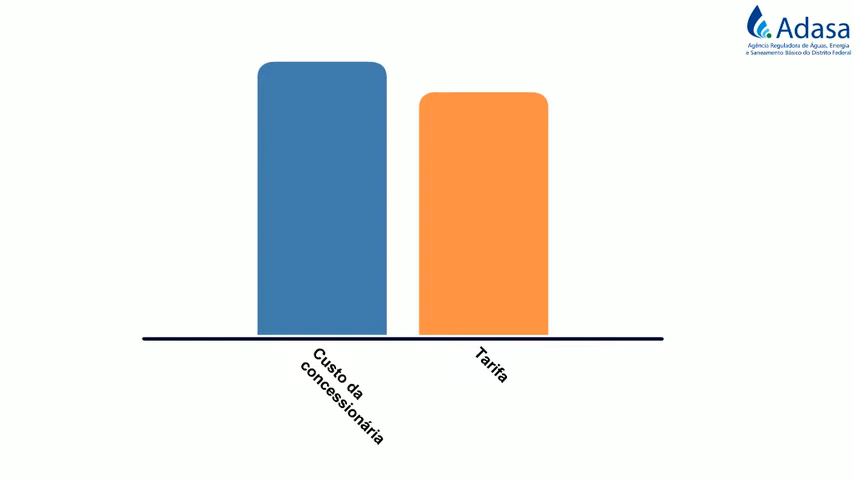 Adasa
Agência Reguladora de Águas, Energia
e Saneamento Básico do Distrito Federal
Custo da
concessionária
Tarifa